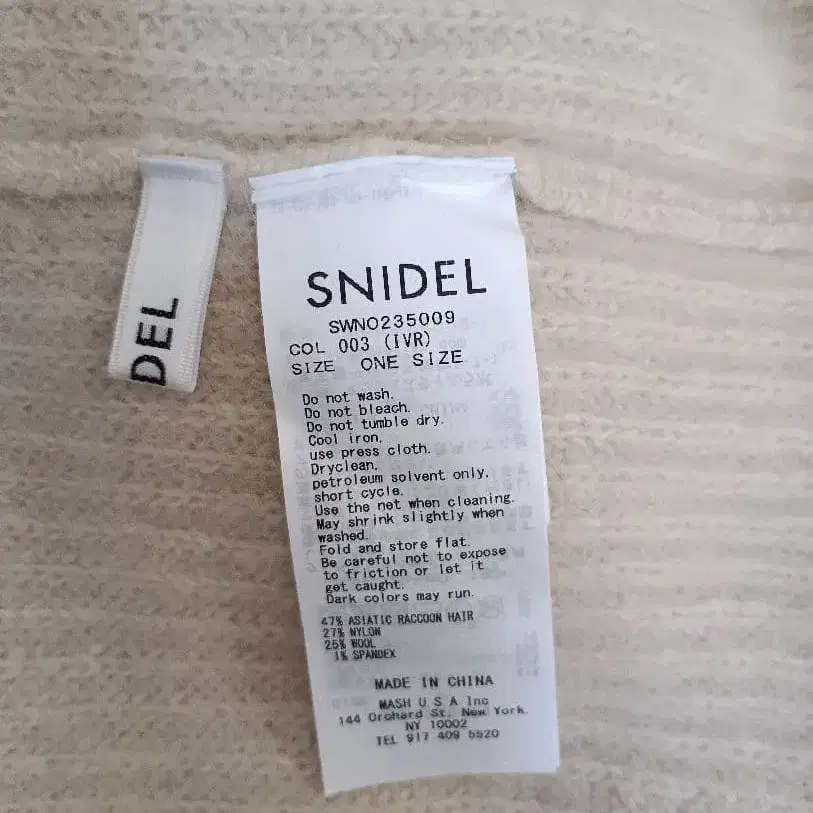 DEL
SNIDEL
SWNO235009
COL 003 (IVR)
SIZE ONE SIZE
Do not wash.
Do not bleach.
Do not tumble dry.
Cool iron,
use press cloth.
Dryclean,
petroleum solvent only,
short cycle.
Use the net when cleaning.
May shrink slightly when
washed.
Fold and store flat.
Be careful not to expose
to friction or let it
get caught.
Dark colors may run.
47% ASIATIC RACCOON HAIR
27% NYLON
25% WOOL
1% SPANDEX
MADE IN CHINA
MASH U.S.A Inc
144 Orchard St. New York.
NY 10002
TEL 917 409 5520